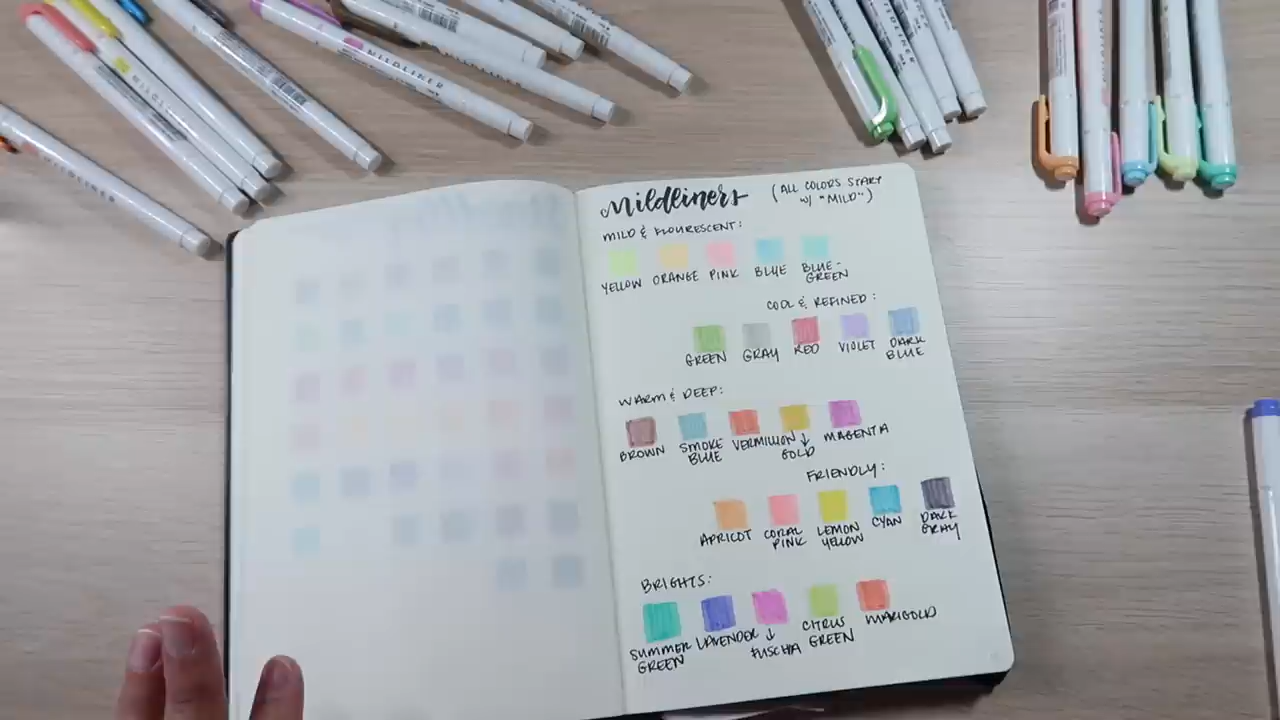 MILDLINER
Mildliners (ALL COLORS START
W/ "MILD")
MILD & FLOURESCENT:
YELLOW ORANGE PINK BLUE BLUE-
GREEN
COOL & REFINED:
GREEN GRAY RED VIOLET DARK
BLUE
WARM & DEEP:
BROWN SMOKE
BLUE VERMILLION ↓
GOLD MAGENTA
FRIENDLY:
APRICOT CORAL
PINK LEMON
YELLOW CYAN DARK
GRAY
BRIGHTS:
SUMMER
GREEN LAVENDER ↓
FUSCHIA CITRUS
GREEN MARIGOLD